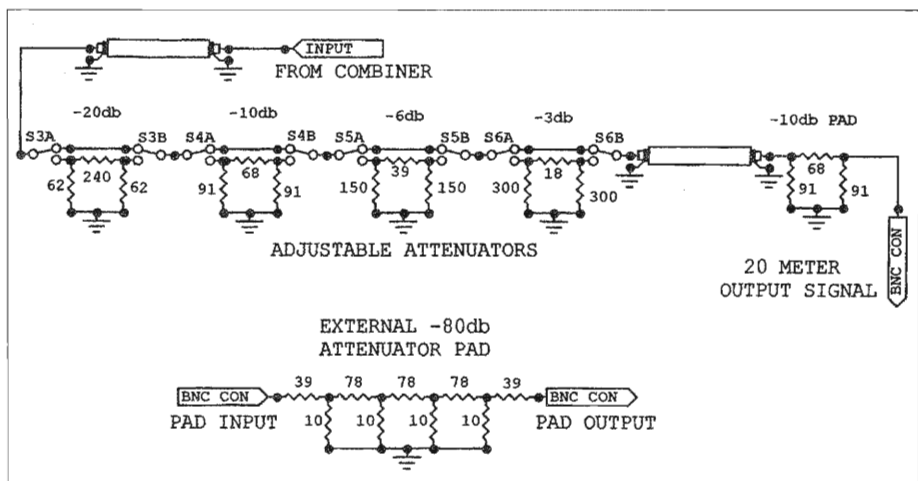 INPUT
FROM COMBINER
-20db
-10db
-6db
-3db
-10db PAD
S3A
S3B
S4A
S4B
S5A
S5B
S6A
S6B
240
68
39
18
68
62
62
91
91
150
150
300
300
91
91
ADJUSTABLE ATTENUATORS
20 METER
OUTPUT SIGNAL
BNC CON
EXTERNAL -80db
ATTENUATOR PAD
BNC CON
39
78
78
78
39
BNC CON
PAD INPUT
10
10
10
10
PAD OUTPUT